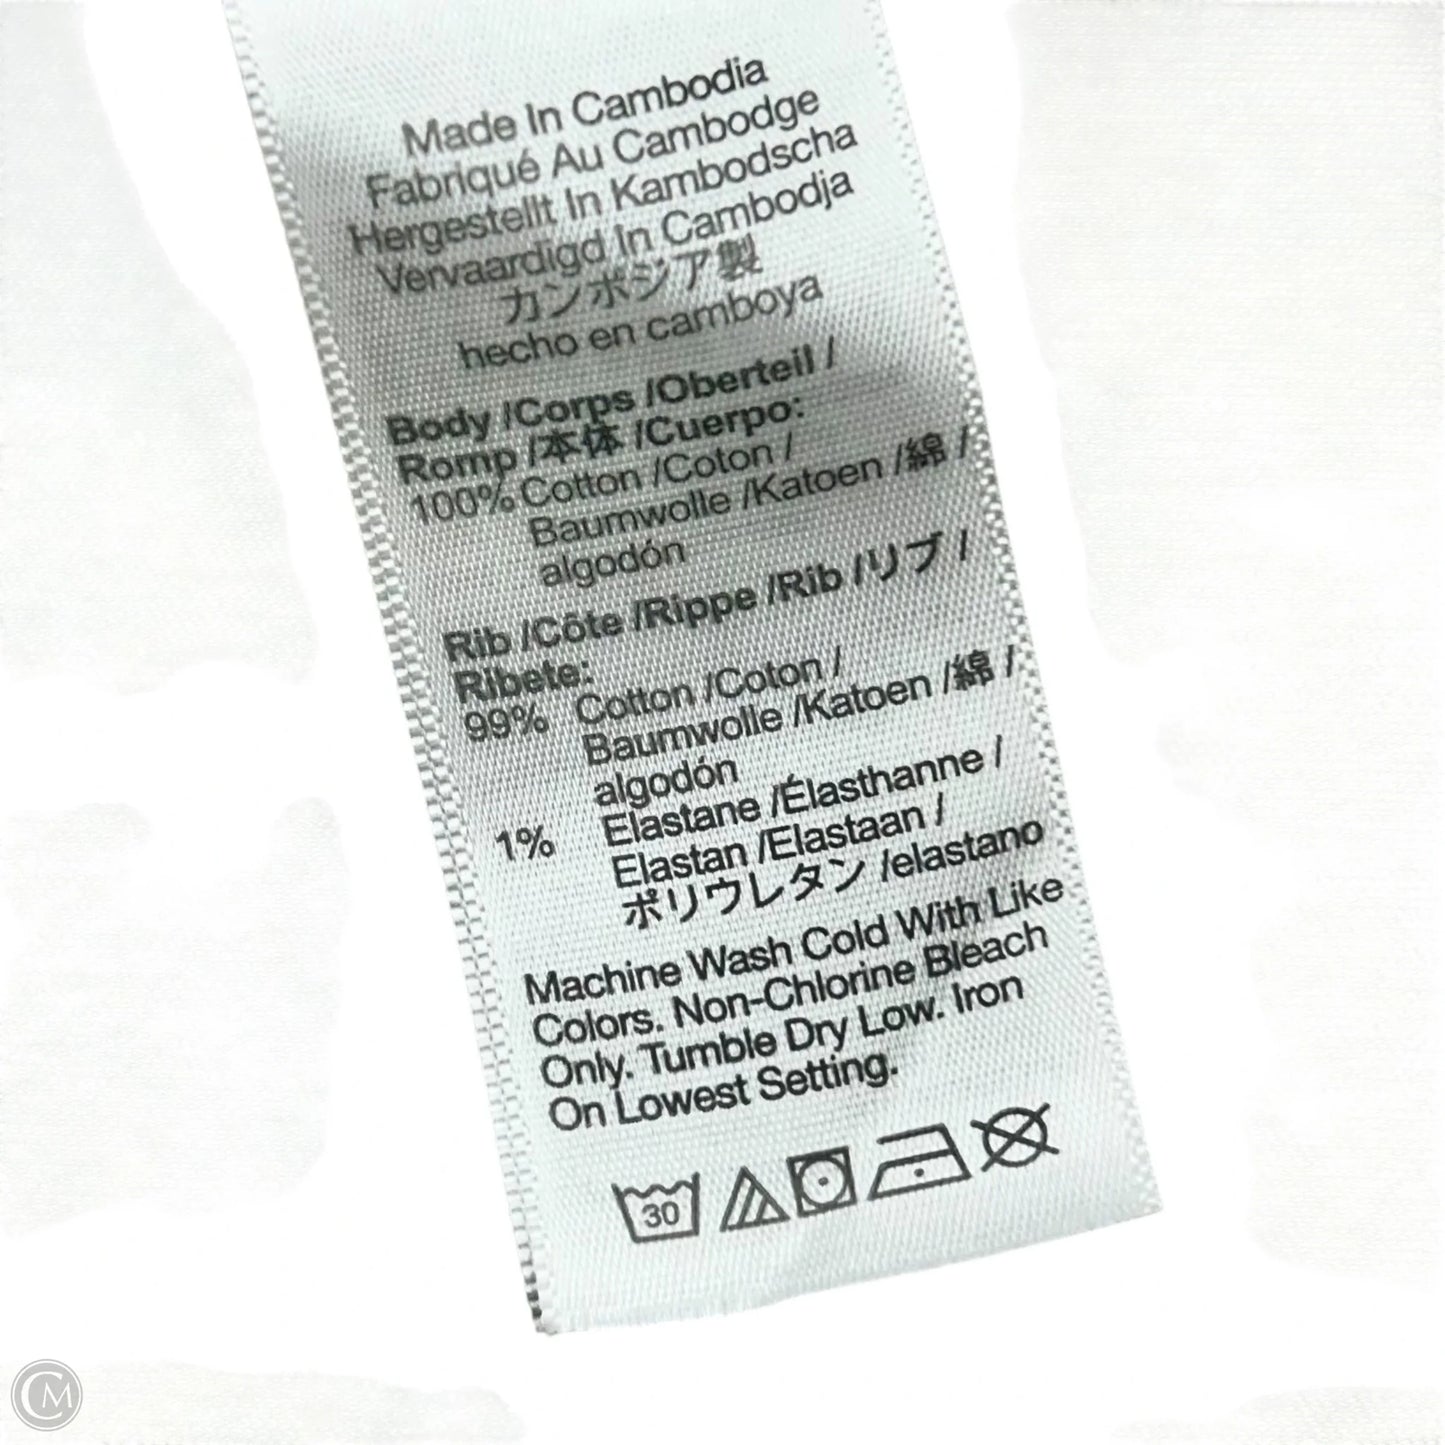 Made In Cambodia
Fabriqué Au Cambodge
Hergestellt In Kambodscha
Vervaardigd In Cambodja
カンボジア製
hecho en camboya
Body /Corps /Oberteil /
Romp /本体 /Cuerpo:
100% Cotton /Coton /
Baumwolle /Katoen /綿 /
algodón
Rib /Côte /Rippe /Rib /リブ /
Ribete:
99% Cotton /Coton /
Baumwolle /Katoen /綿 /
algodón
1% Elastane /Élasthanne /
Elastan /Elastaan /
ポリウレタン /elastano
Machine Wash Cold With Like
Colors. Non-Chlorine Bleach
Only. Tumble Dry Low. Iron
On Lowest Setting.
30
CM